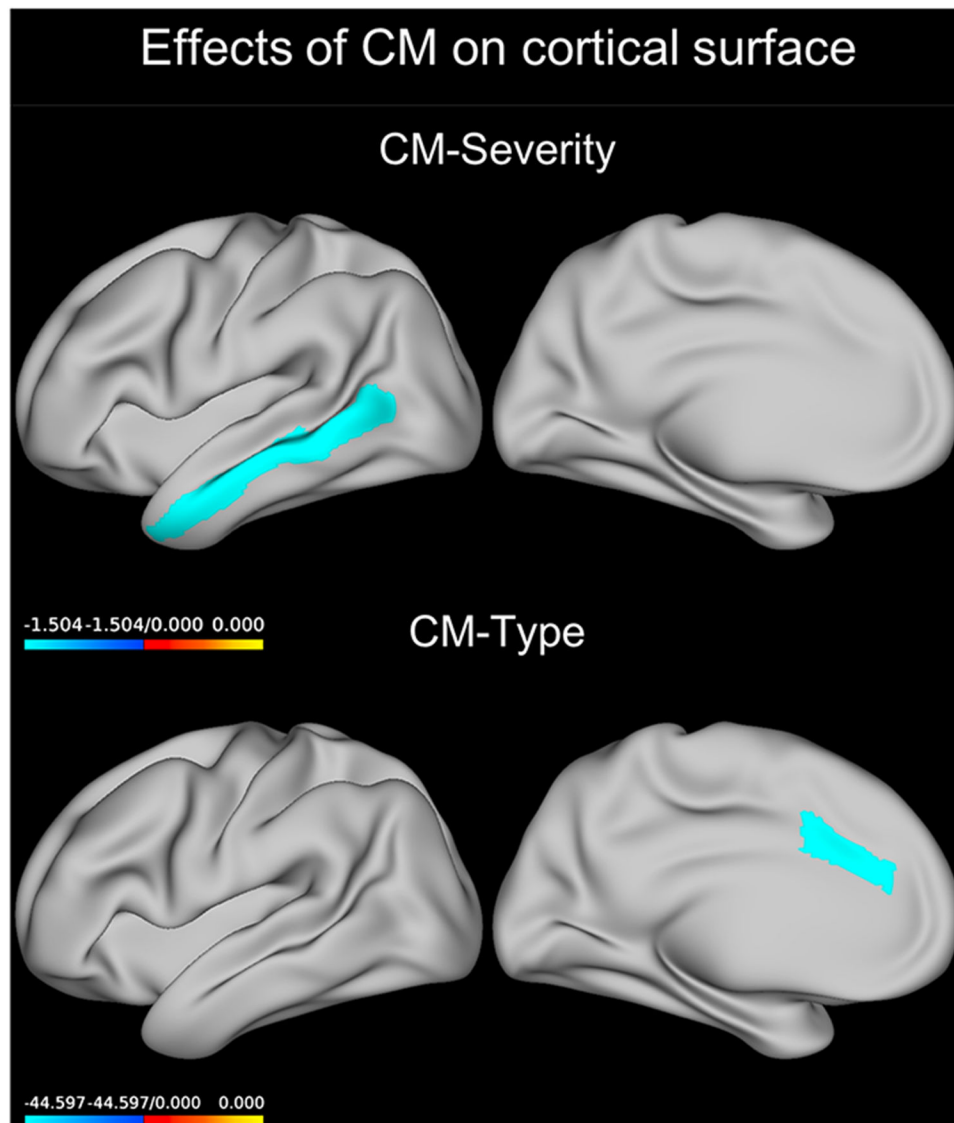 Effects of CM on cortical surface
CM-Severity
-1.504-1.504/0.000 0.000
CM-Type
-44.597-44.597/0.000 0.000